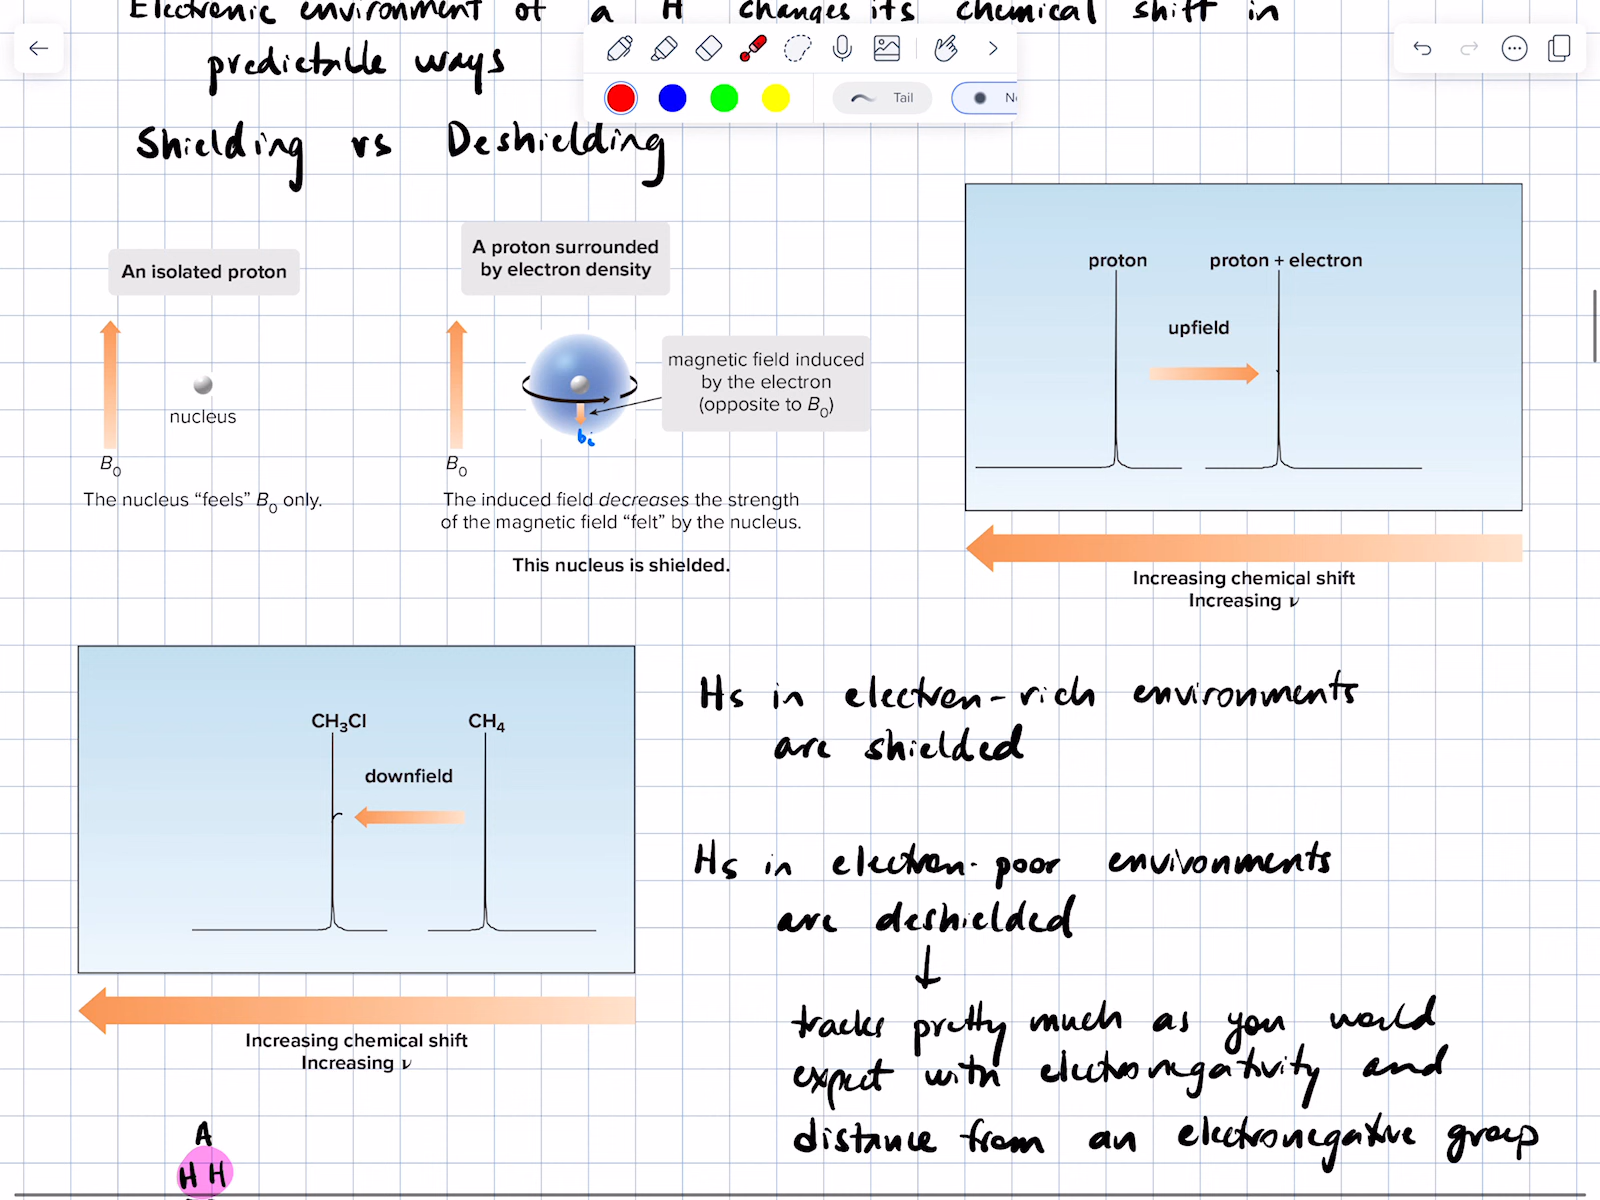 Electronic environment of a H changes its chemical shift in
predictable ways
Tail
Shielding vs Deshielding
An isolated proton
nucleus
B0
The nucleus “feels” B0 only.
A proton surrounded
by electron density
magnetic field induced
by the electron
(opposite to B0)
bi
B0
The induced field decreases the strength
of the magnetic field “felt” by the nucleus.
This nucleus is shielded.
proton
proton + electron
upfield
Increasing chemical shift
Increasing ν
CH3Cl
CH4
downfield
Increasing chemical shift
Increasing ν
Hs in electron-rich environments
are shielded
Hs in electron-poor environments
are deshielded
↓
tracks pretty much as you would
expect with electronegativity and
distance from an electronegative group
A
H H